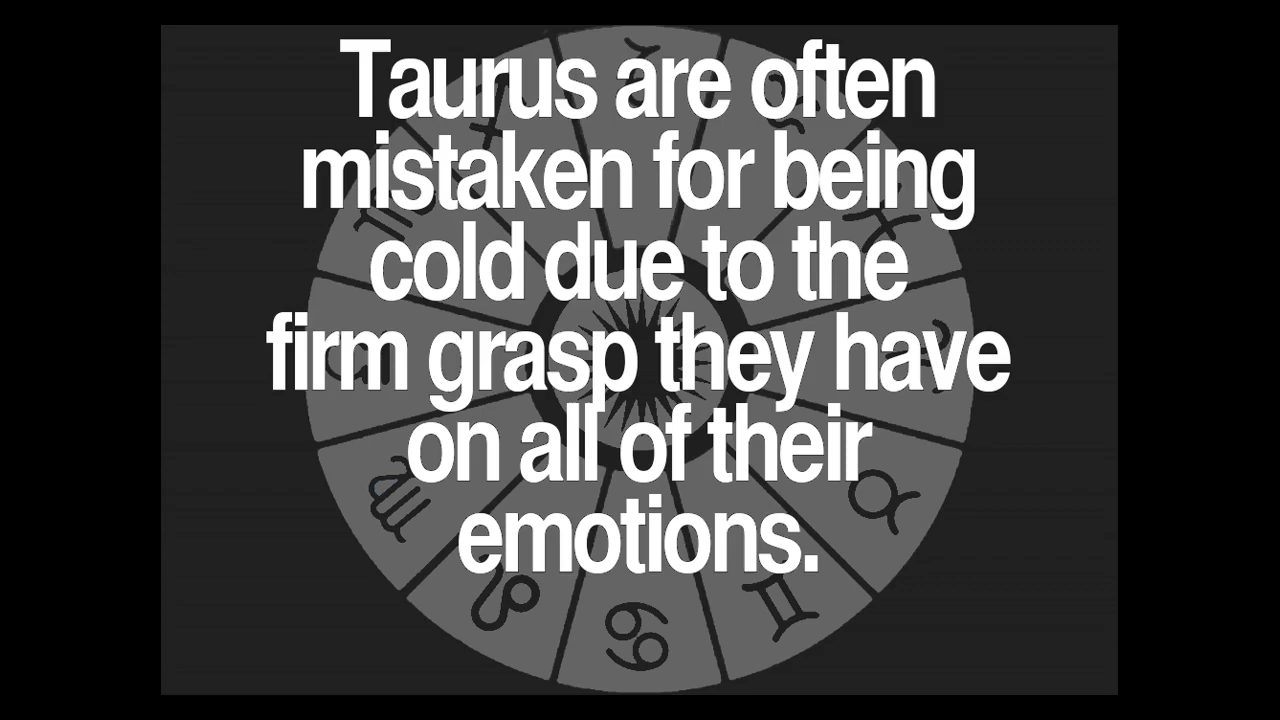 Taurus are often
mistaken for being
cold due to the
firm grasp they have
on all of their
emotions.